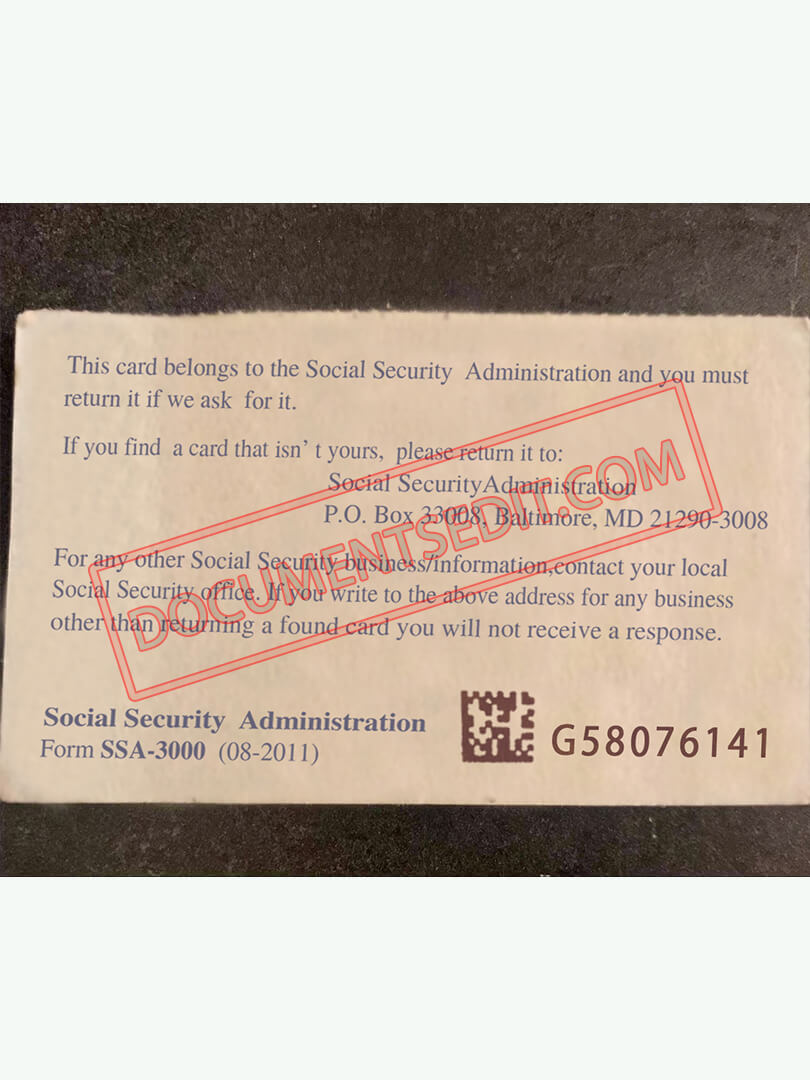 This card belongs to the Social Security Administration and you must
return it if we ask for it.
If you find a card that isn' t yours, please return it to:
Social SecurityAdministration
P.O. Box 33008, Baltimore, MD 21290-3008
For any other Social Security business/information,contact your local
Social Security office. If you write to the above address for any business
other than returning a found card you will not receive a response.
DOCUMENTSEDIT.COM
Social Security Administration
Form SSA-3000 (08-2011)
G58076141